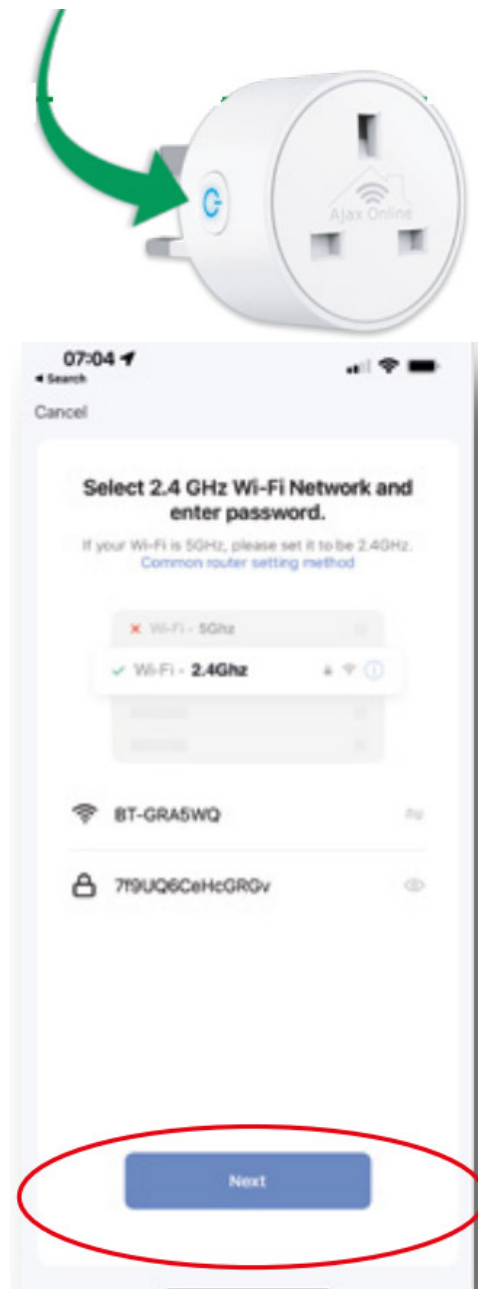 Ajax Online
07:04
Search
Cancel
Select 2.4 GHz Wi-Fi Network and
enter password.
If your Wi-Fi is 5GHz, please set it to be 2.4GHz.
Common router setting method
Wi-Fi - 5Ghz
Wi-Fi - 2.4Ghz
BT-GRA5WQ
7f9UQ6CeHcGRGv
Next